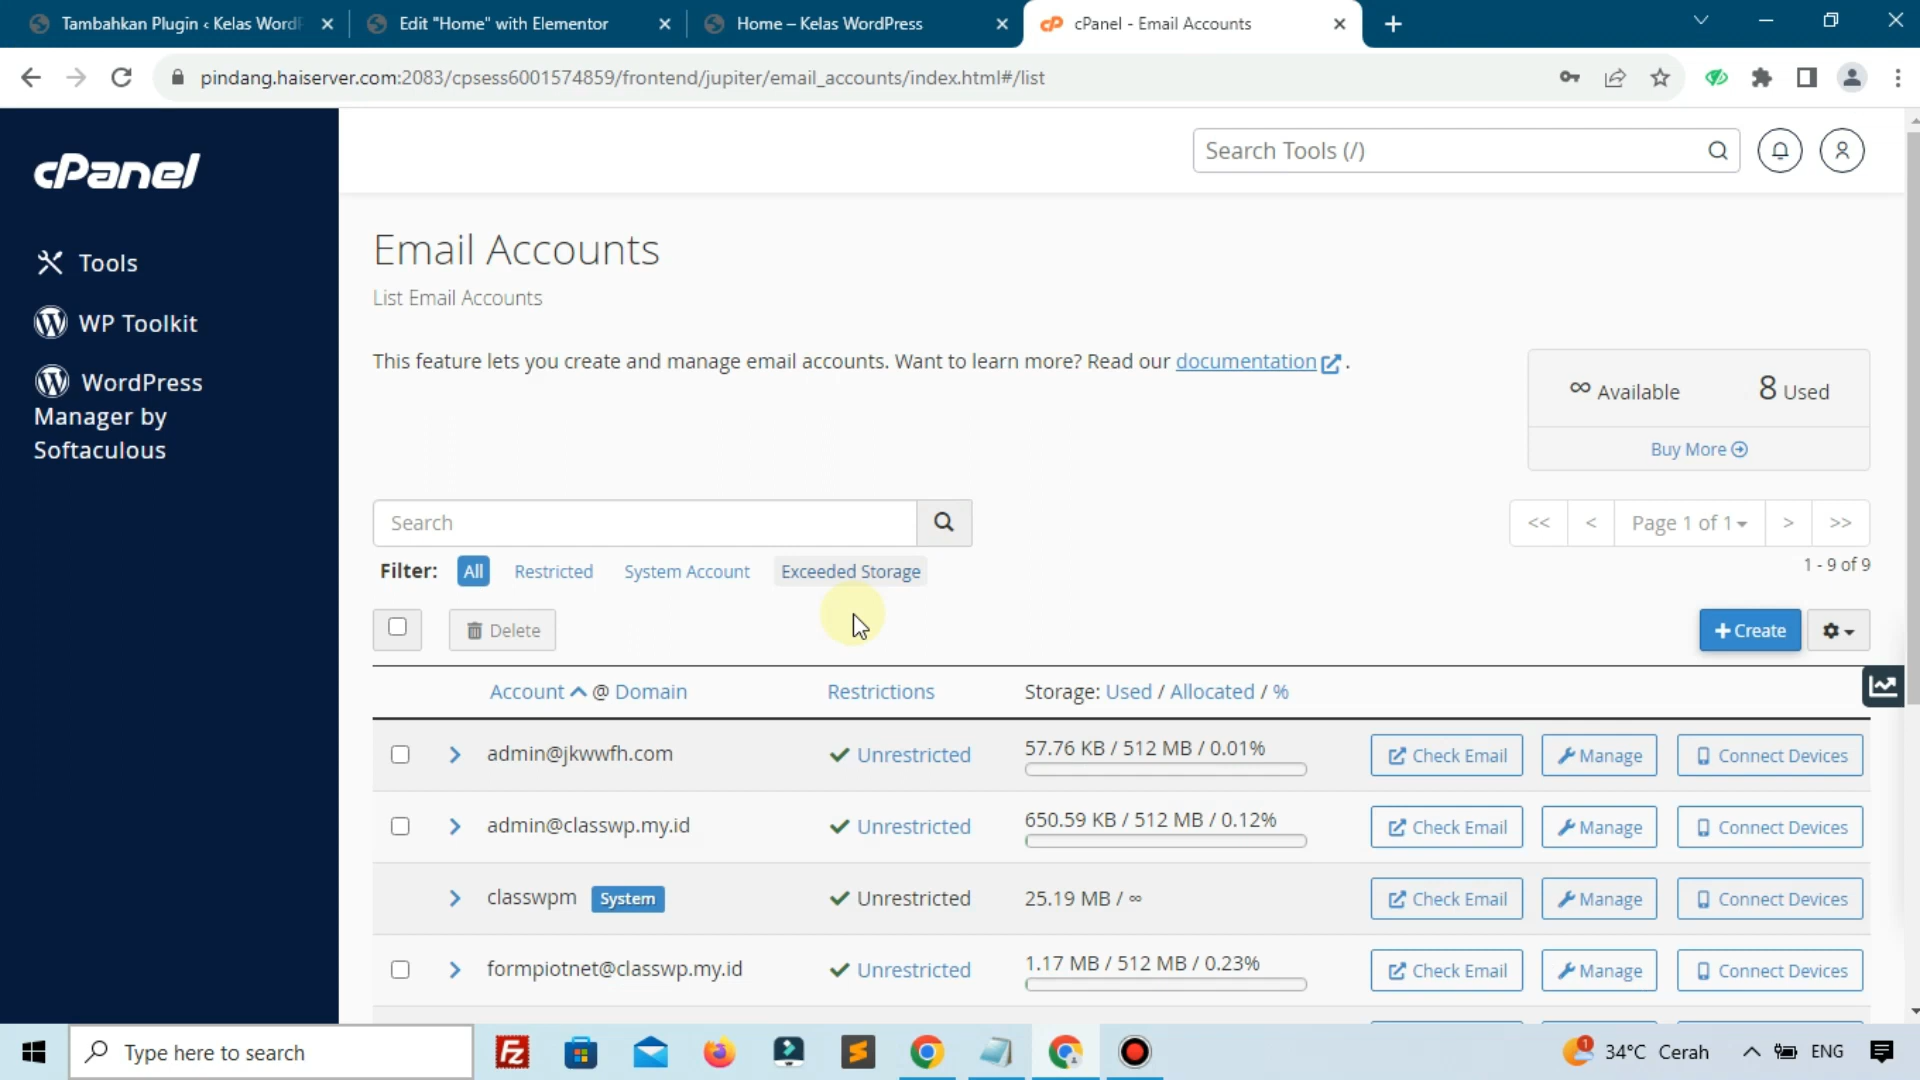 Tambahkan Plugin ‹ Kelas WordP
Edit "Home" with Elementor
Home – Kelas WordPress
cPanel - Email Accounts
pindang.haiserver.com:2083/cpsess6001574859/frontend/jupiter/email_accounts/index.html#/list
cPanel
Search Tools (/)
Tools
WP Toolkit
WordPress
Manager by
Softaculous
Email Accounts
List Email Accounts
This feature lets you create and manage email accounts. Want to learn more? Read our documentation .
∞ Available 8 Used
Buy More
Search
<< < Page 1 of 1 > >>
Filter: All Restricted System Account Exceeded Storage
1 - 9 of 9
Delete
+ Create
Account @ Domain Restrictions Storage: Used / Allocated / %
admin@jkwwfh.com Unrestricted 57.76 KB / 512 MB / 0.01% Check Email Manage Connect Devices
admin@classwp.my.id Unrestricted 650.59 KB / 512 MB / 0.12% Check Email Manage Connect Devices
classwpm System Unrestricted 25.19 MB / ∞ Check Email Manage Connect Devices
formpiotnet@classwp.my.id Unrestricted 1.17 MB / 512 MB / 0.23% Check Email Manage Connect Devices
Type here to search
Fz
1
34°C Cerah
ENG